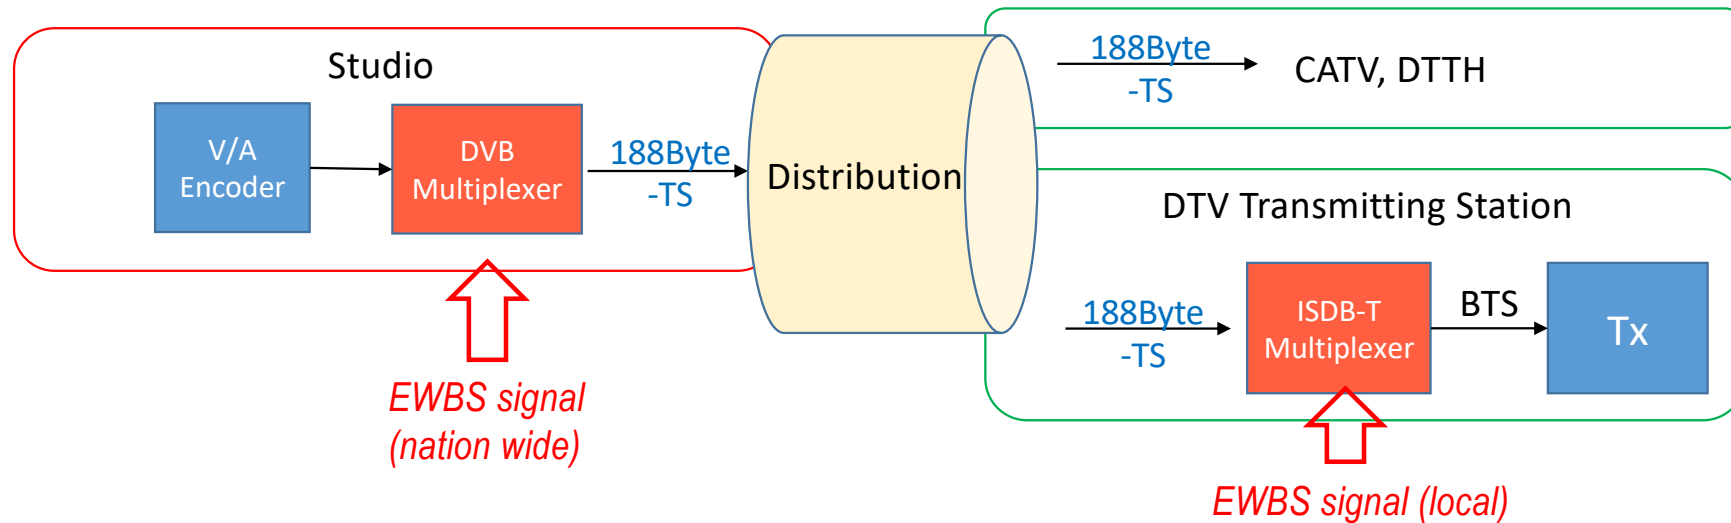 Studio
V/A
Encoder
DVB
Multiplexer
188Byte
-TS
EWBS signal
(nation wide)
Distribution
188Byte
-TS
CATV, DTTH
DTV Transmitting Station
188Byte
-TS
ISDB-T
Multiplexer
BTS
Tx
EWBS signal (local)